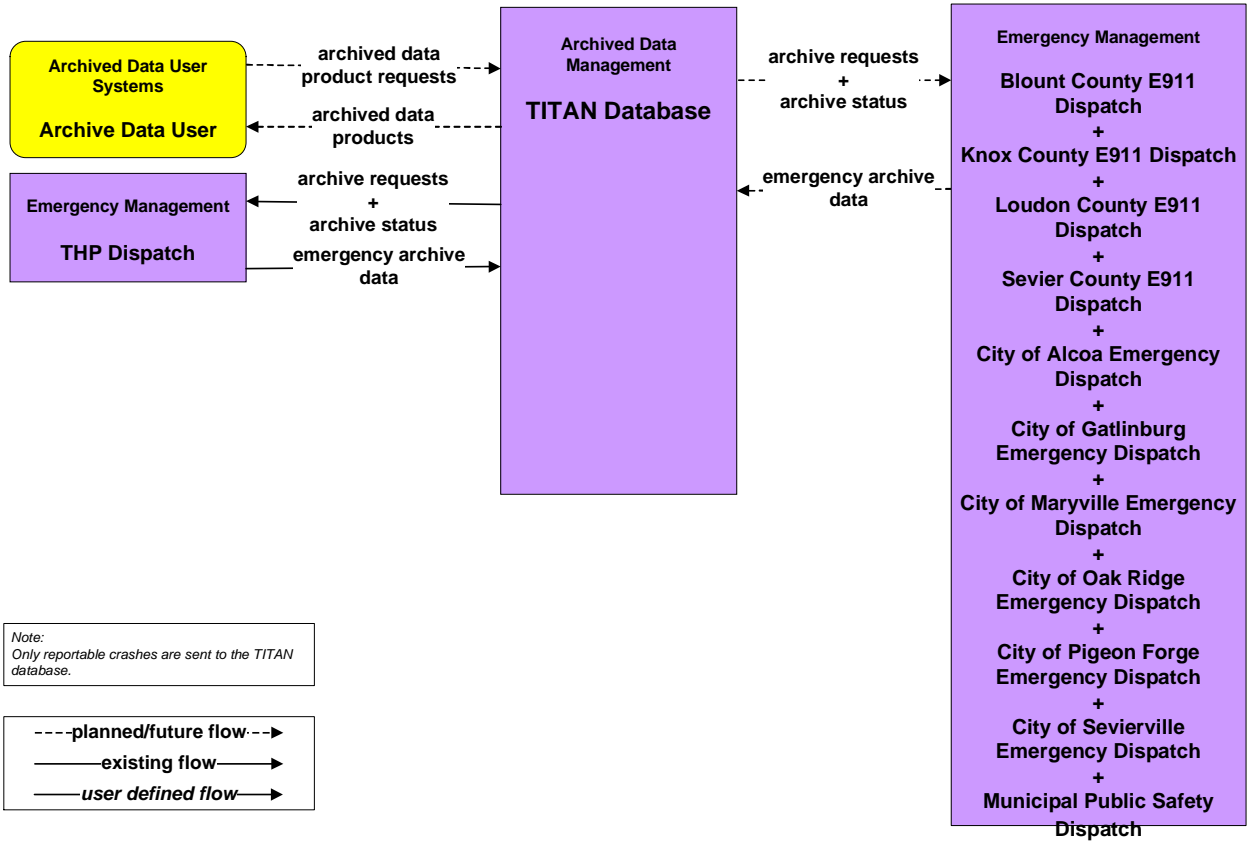 Archived Data User
Systems
Archive Data User
archived data
product requests
archived data
products
Emergency Management
THP Dispatch
archive requests
+
archive status
emergency archive
data
Archived Data
Management
TITAN Database
archive requests
+
archive status
emergency archive
data
Emergency Management
Blount County E911
Dispatch
+
Knox County E911 Dispatch
+
Loudon County E911
Dispatch
+
Sevier County E911
Dispatch
+
City of Alcoa Emergency
Dispatch
+
City of Gatlinburg
Emergency Dispatch
+
City of Maryville Emergency
Dispatch
+
City of Oak Ridge
Emergency Dispatch
+
City of Pigeon Forge
Emergency Dispatch
+
City of Sevierville
Emergency Dispatch
+
Municipal Public Safety
Dispatch
Note:
Only reportable crashes are sent to the TITAN
database.
planned/future flow
existing flow
user defined flow